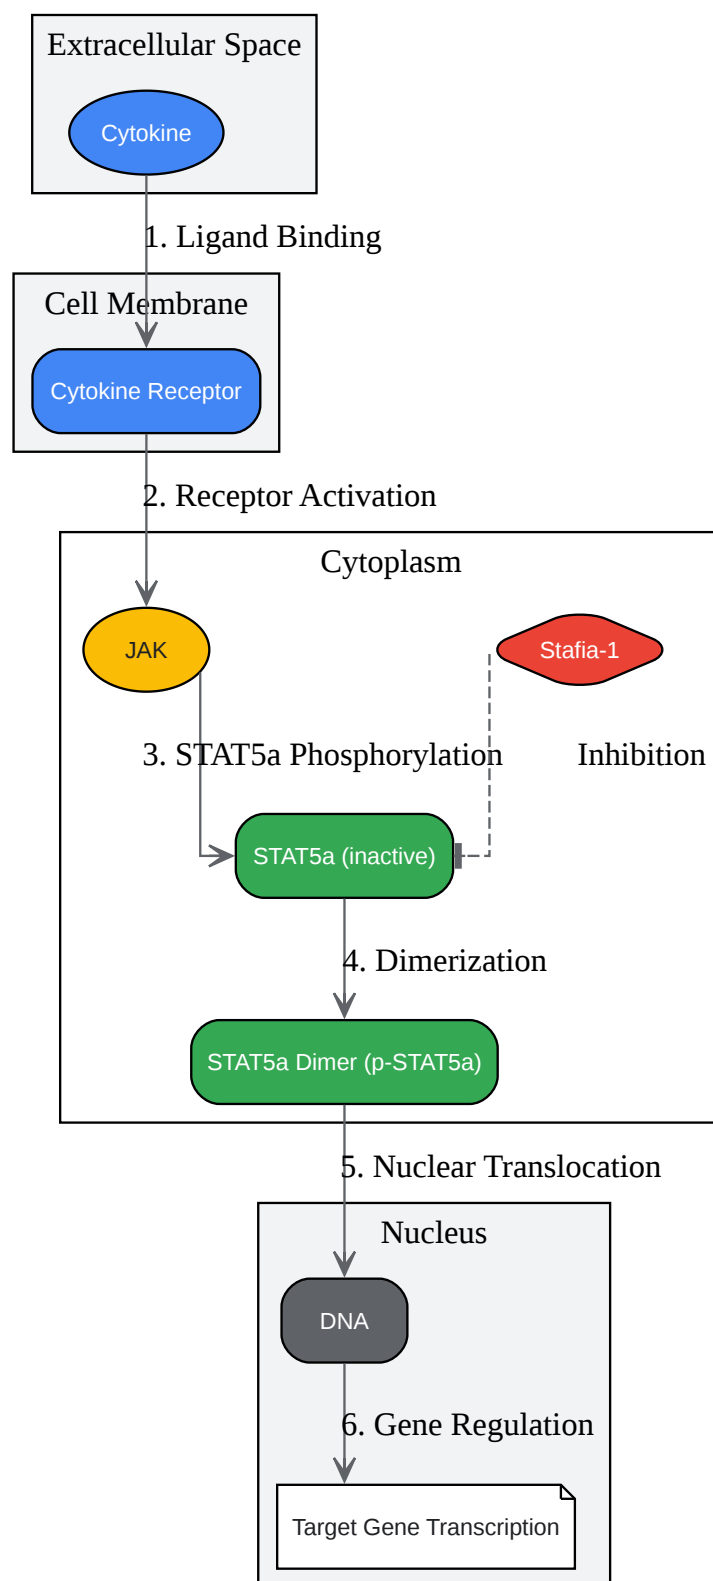 Extracellular Space
Cytokine
1. Ligand Binding
Cell Membrane
Cytokine Receptor
2. Receptor Activation
Cytoplasm
JAK
Stafia-1
3. STAT5a Phosphorylation
Inhibition
STAT5a (inactive)
4. Dimerization
STAT5a Dimer (p-STAT5a)
5. Nuclear Translocation
Nucleus
DNA
6. Gene Regulation
Target Gene Transcription